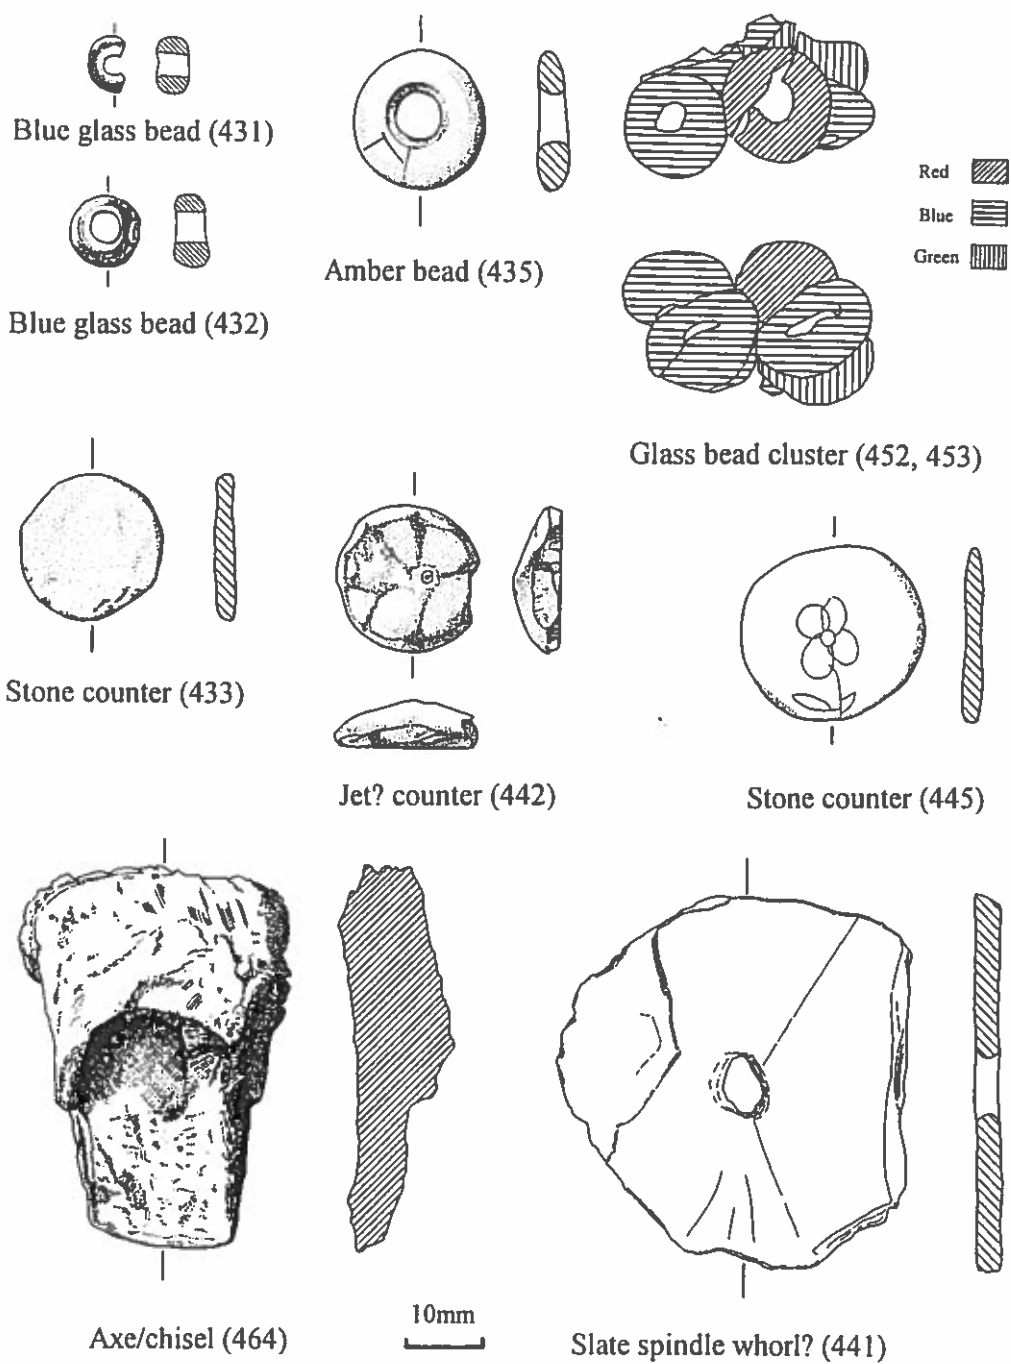 Blue glass bead (431)
Blue glass bead (432)
Amber bead (435)
Red
Blue
Green
Glass bead cluster (452, 453)
Stone counter (433)
Jet? counter (442)
Stone counter (445)
Axe/chisel (464)
10mm
Slate spindle whorl? (441)